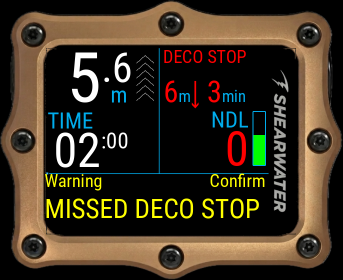 5.6 m
DECO STOP
6m↓ 3min
TIME
02:00
NDL
0
SHEARWATER
Warning
Confirm
MISSED DECO STOP